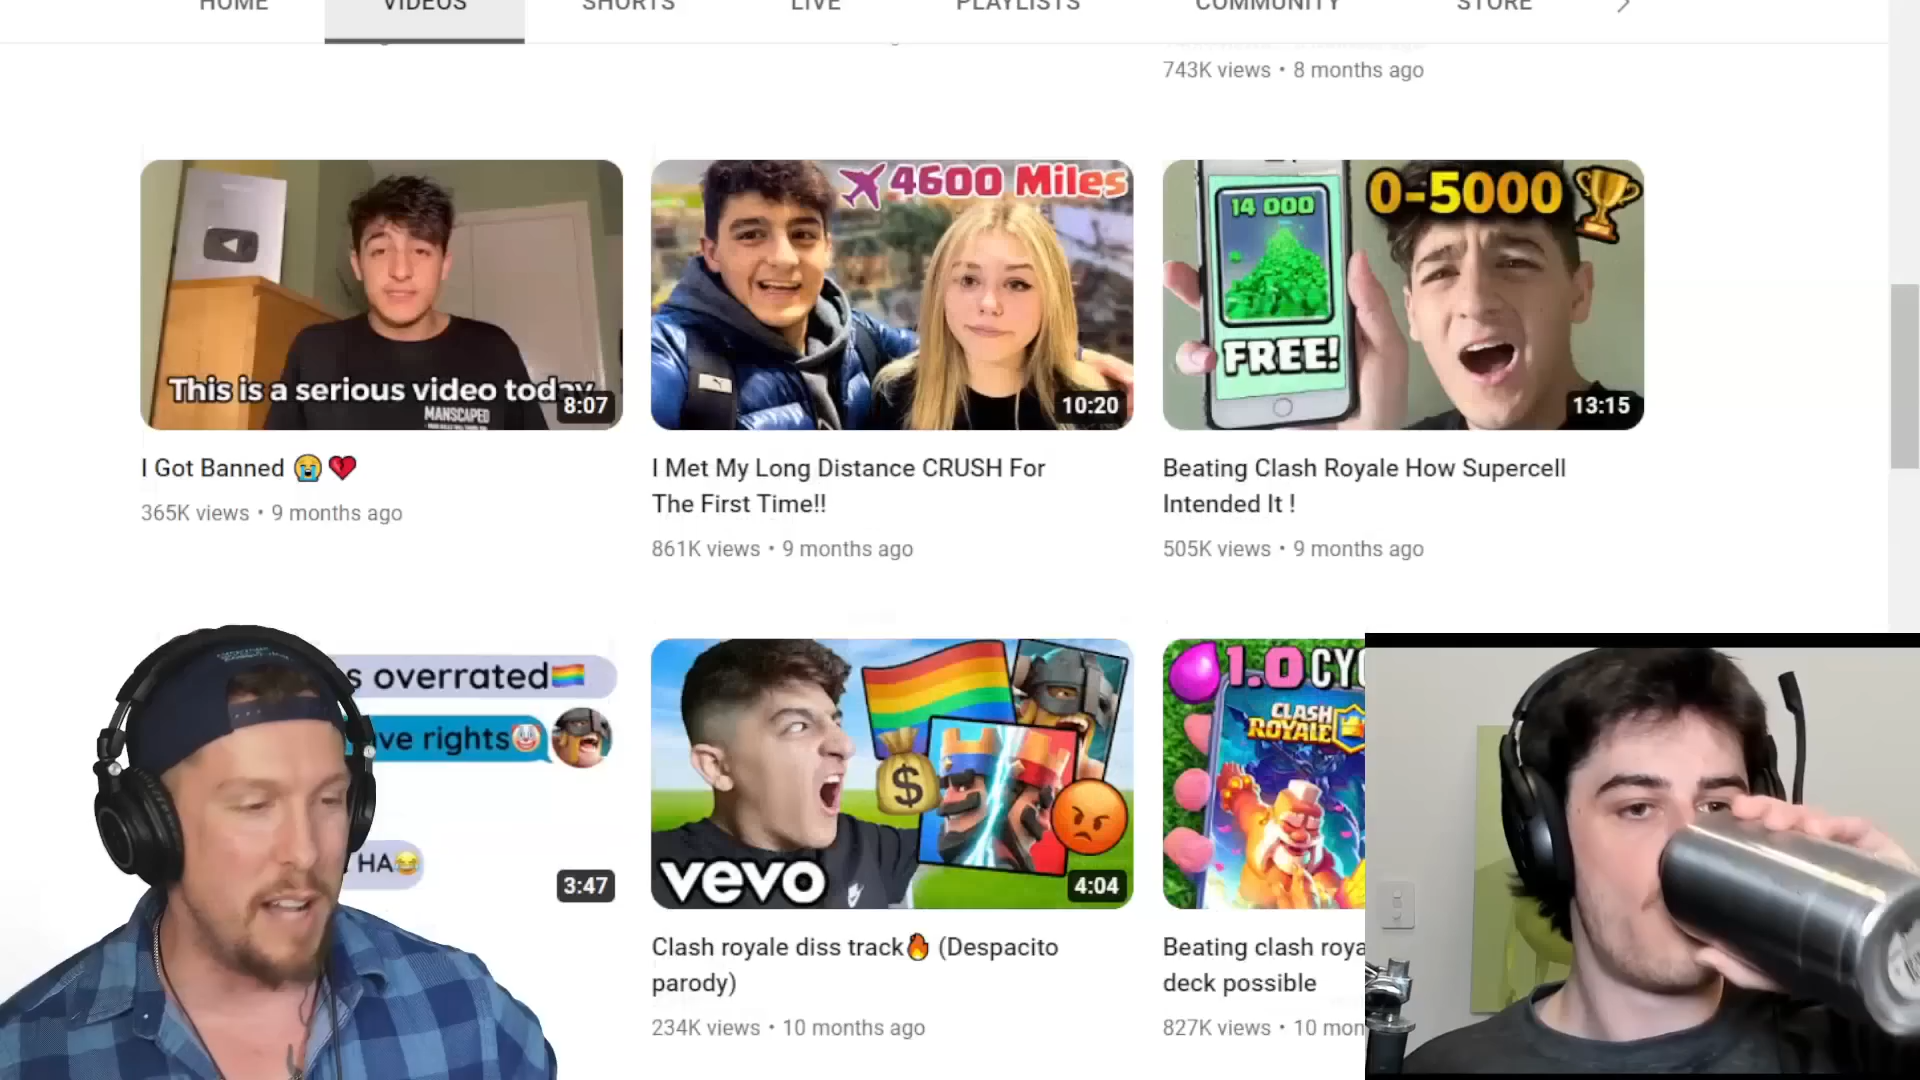 HOME VIDEOS SHORTS LIVE PLAYLISTS COMMUNITY STORE
743K views • 8 months ago
This is a serious video today
MANSCAPED
8:07
4600 Miles
10:20
0-5000
14 000
FREE!
13:15
I Got Banned 😭💔
365K views • 9 months ago
I Met My Long Distance CRUSH For
The First Time!!
861K views • 9 months ago
Beating Clash Royale How Supercell
Intended It !
505K views • 9 months ago
s overrated🏳️‍🌈
ve rights🤡
HA😂
3:47
vevo
4:04
1.0 CYC
CLASH
ROYALE
Clash royale diss track🔥 (Despacito
parody)
234K views • 10 months ago
Beating clash roya
deck possible
827K views • 10 mon